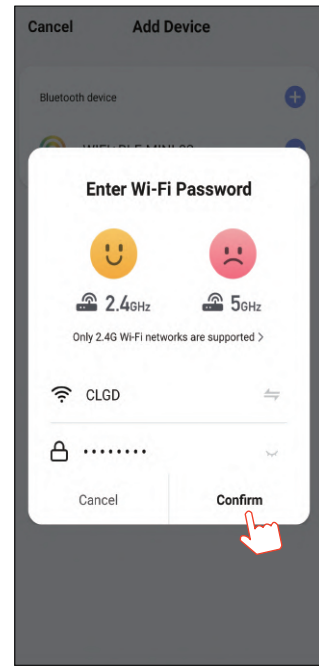 Cancel Add Device
Bluetooth device
Enter Wi-Fi Password
2.4GHz 5GHz
Only 2.4G Wi-Fi networks are supported >
CLGD
••••••••
Cancel Confirm